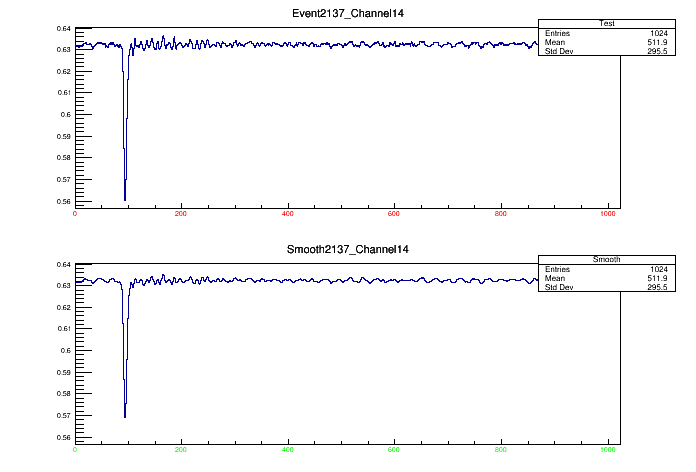 Event2137_Channel14
Test
Entries 1024
Mean 511.9
Std Dev 295.5
0.64
0.63
0.62
0.61
0.6
0.59
0.58
0.57
0.56
0 200 400 600 800 1000
Smooth2137_Channel14
Smooth
Entries 1024
Mean 511.9
Std Dev 295.5
0.64
0.63
0.62
0.61
0.6
0.59
0.58
0.57
0.56
0 200 400 600 800 1000